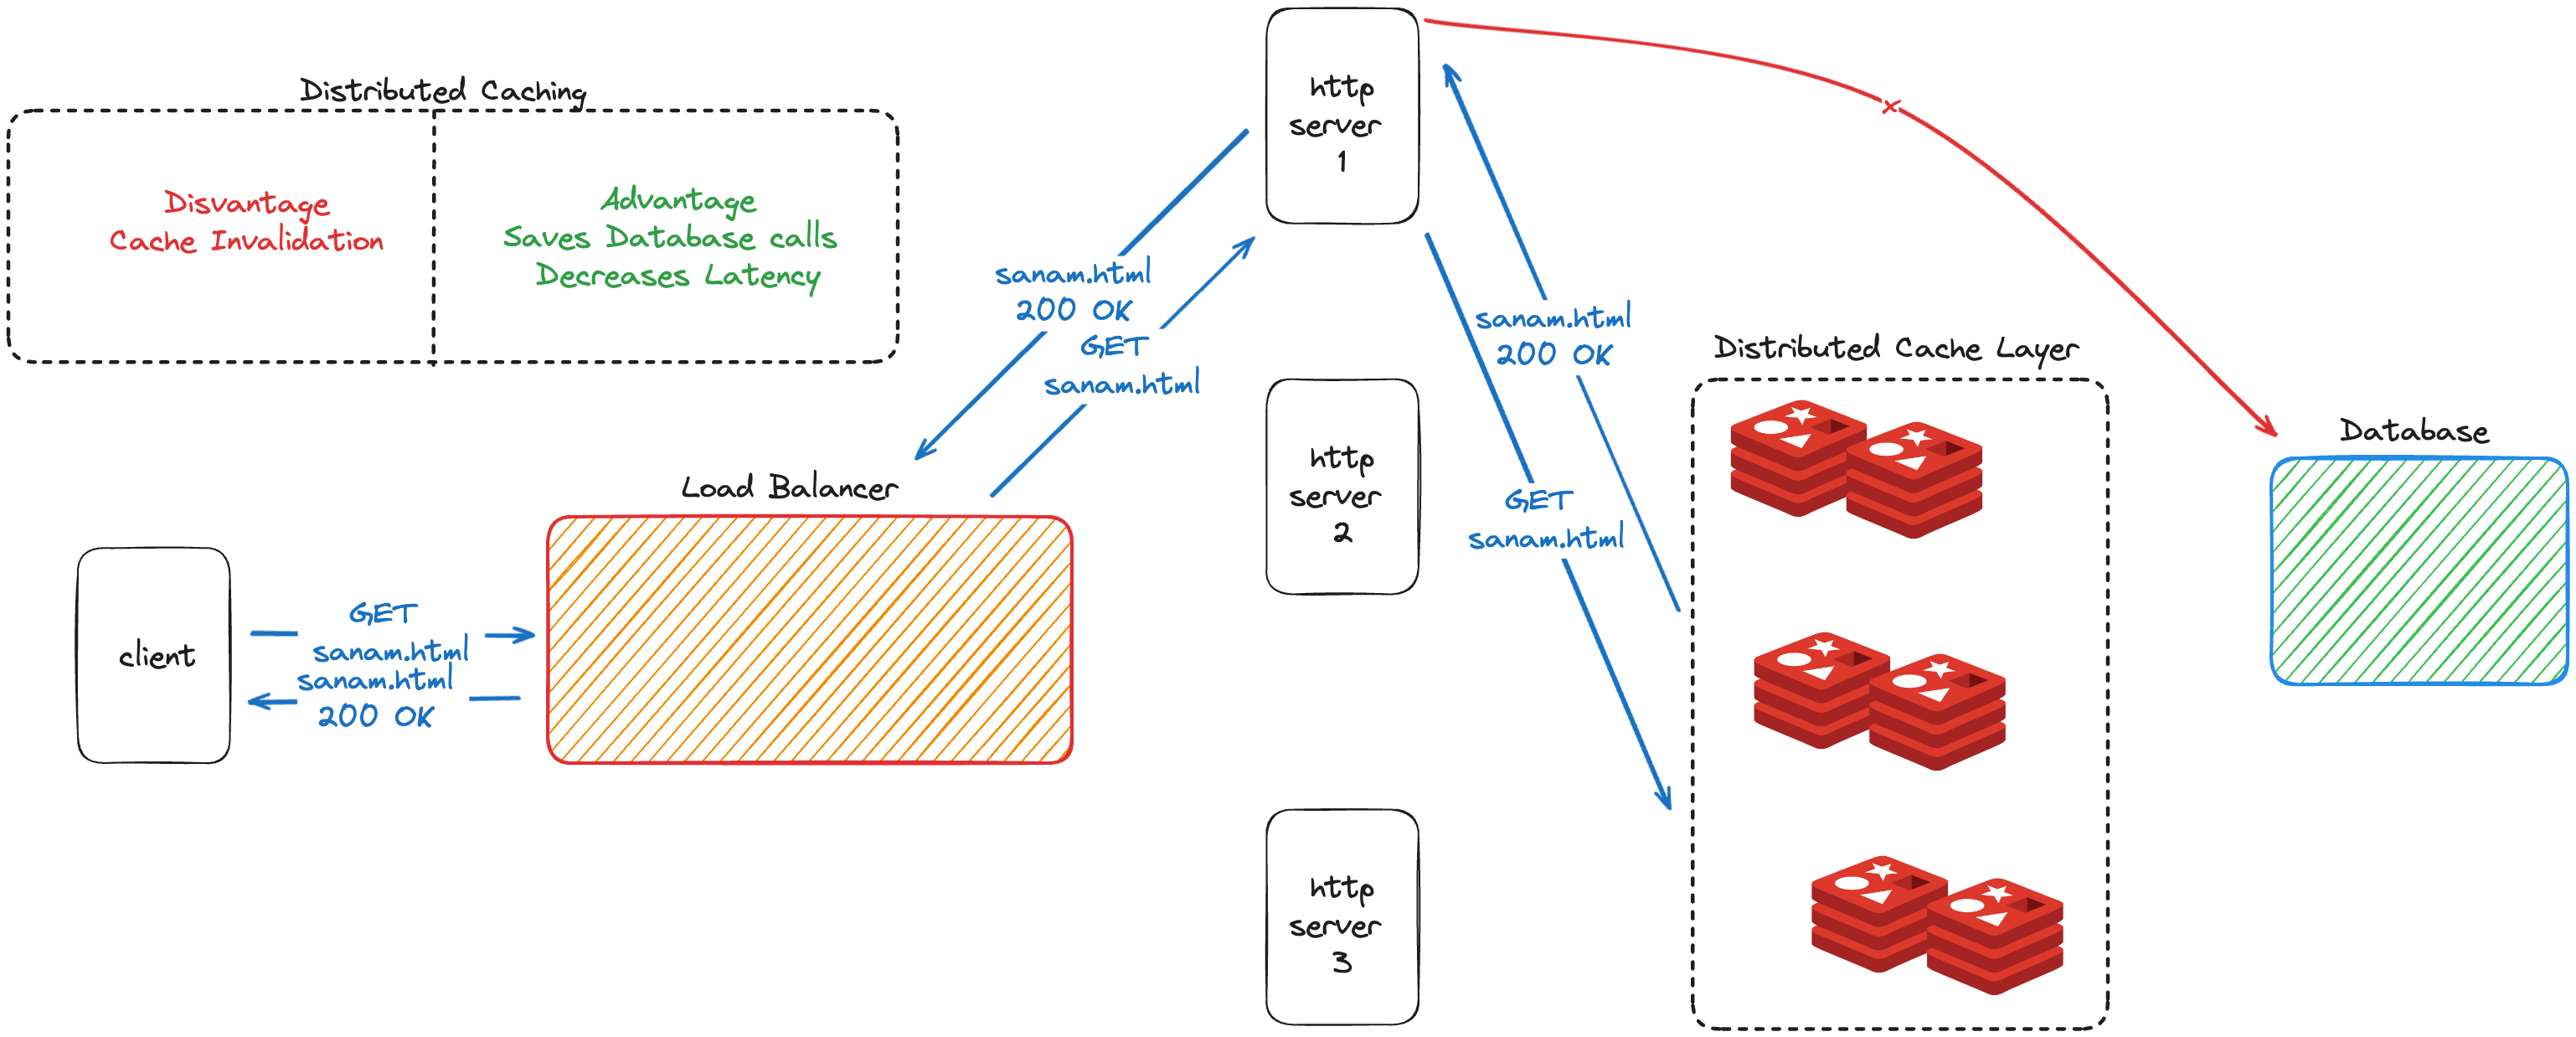 Distributed Caching
Disvantage
Cache Invalidation
Advantage
Saves Database calls
Decreases Latency
http
server
1
sanam.html
200 OK
GET
sanam.html
sanam.html
200 OK
GET
sanam.html
http
server
2
http
server
3
Distributed Cache Layer
Database
Load Balancer
client
GET
sanam.html
sanam.html
200 OK